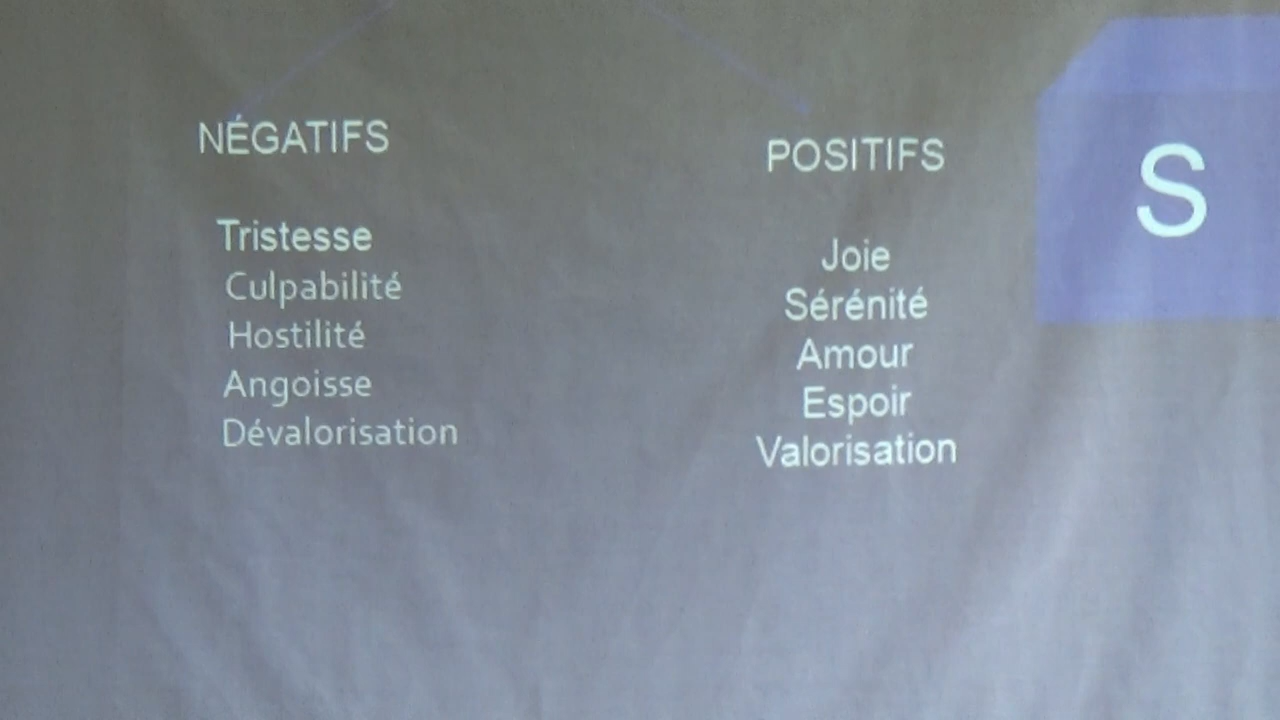 NÉGATIFS
Tristesse
Culpabilité
Hostilité
Angoisse
Dévalorisation
POSITIFS
Joie
Sérénité
Amour
Espoir
Valorisation
S